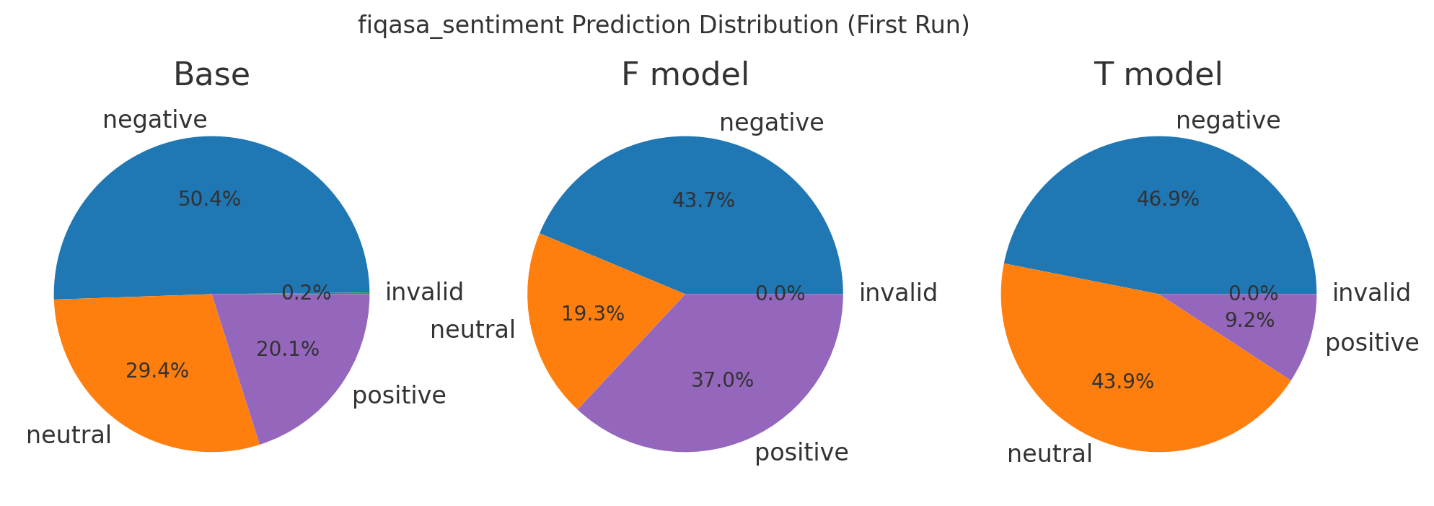 fiqasa_sentiment Prediction Distribution (First Run)
Base
negative
50.4%
0.2%
invalid
20.1%
29.4%
positive
neutral
F model
negative
43.7%
0.0%
invalid
19.3%
neutral
37.0%
positive
T model
negative
46.9%
0.0%
invalid
9.2%
positive
43.9%
neutral